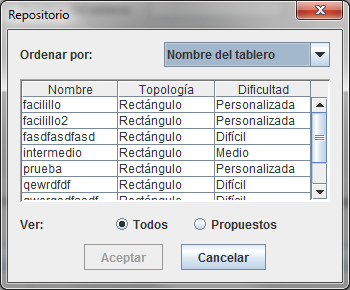 Repositorio
Ordenar por: Nombre del tablero
Nombre Topología Dificultad
facilillo Rectángulo Personalizada
facilillo2 Rectángulo Personalizada
fasdfasdfasd Rectángulo Difícil
intermedio Rectángulo Medio
prueba Rectángulo Personalizada
qewrdfdf Rectángulo Difícil
Rectángulo Difícil
Ver: Todos Propuestos
Aceptar Cancelar